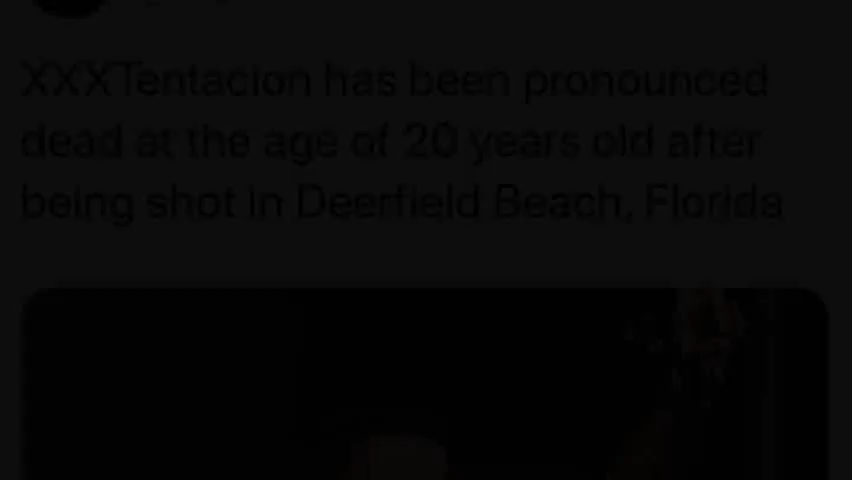 XXXTentacion has been pronounced
dead at the age of 20 years old after
being shot in Deerfield Beach, Florida